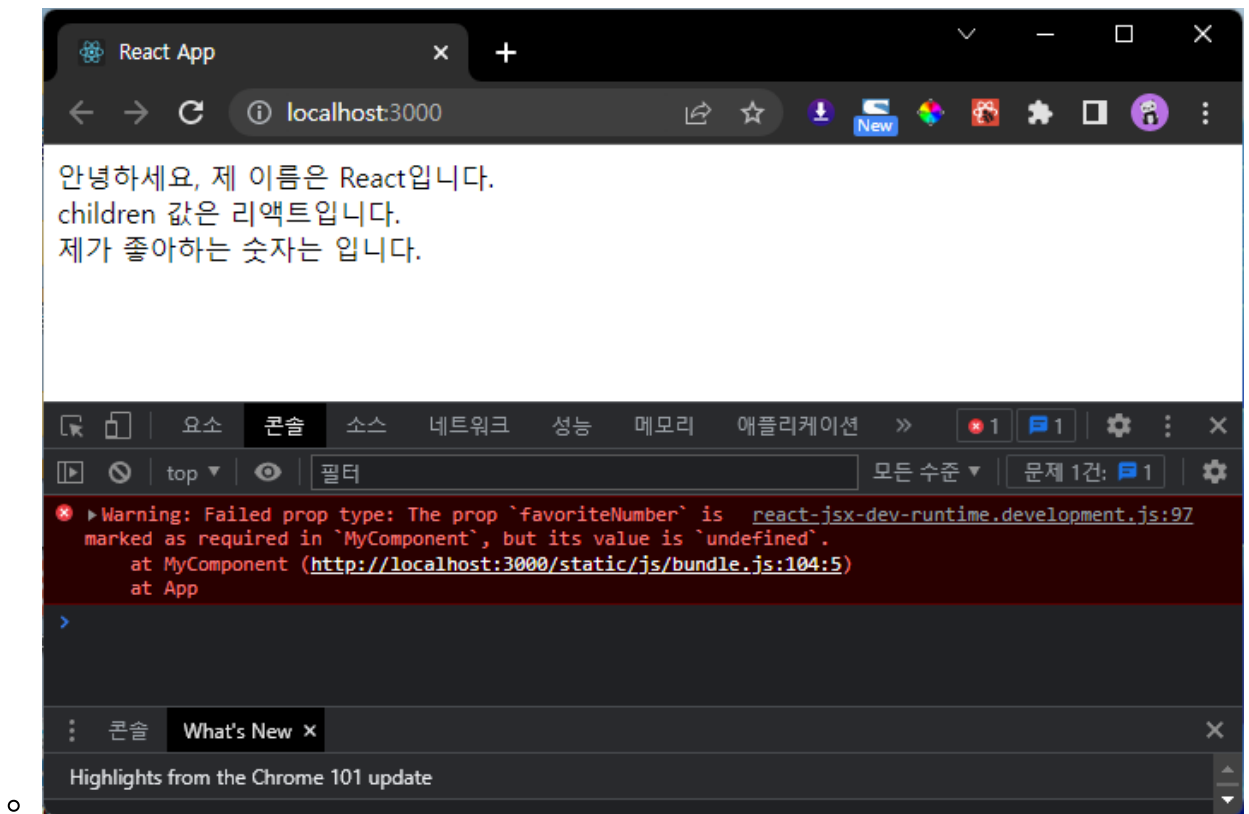 React App
localhost:3000
New
안녕하세요, 제 이름은 React입니다.
children 값은 리액트입니다.
제가 좋아하는 숫자는 입니다.
요소 콘솔 소스 네트워크 성능 메모리 애플리케이션 » 1 1
top ▼ 필터 모든 수준 ▼ 문제 1건: 1
▶Warning: Failed prop type: The prop `favoriteNumber` is react-jsx-dev-runtime.development.js:97
marked as required in `MyComponent`, but its value is `undefined`.
at MyComponent (http://localhost:3000/static/js/bundle.js:104:5)
at App
>
콘솔 What's New ×
Highlights from the Chrome 101 update